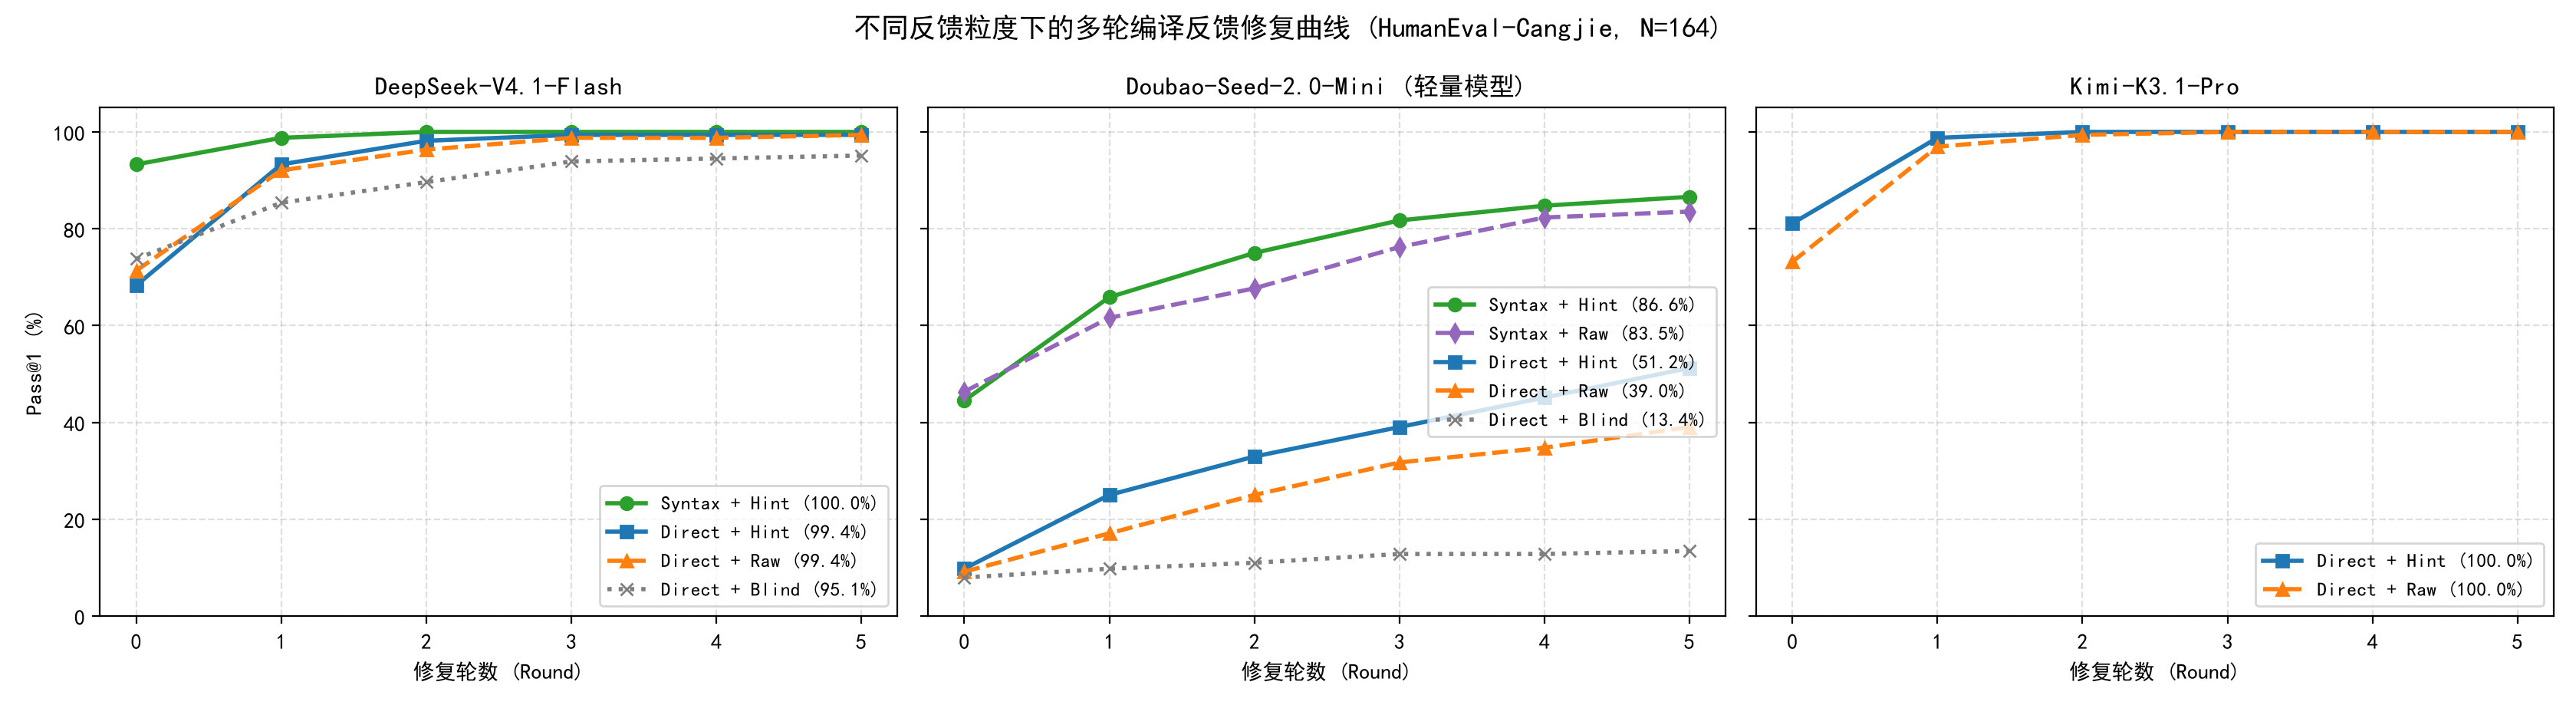 不同反馈粒度下的多轮编译反馈修复曲线 (HumanEval-Cangjie, N=164)
DeepSeek-V4.1-Flash
Pass@1 (%)
100
80
60
40
20
0
Syntax + Hint (100.0%)
Direct + Hint (99.4%)
Direct + Raw (99.4%)
Direct + Blind (95.1%)
0 1 2 3 4 5
修复轮数 (Round)
Doubao-Seed-2.0-Mini (轻量模型)
Syntax + Hint (86.6%)
Syntax + Raw (83.5%)
Direct + Hint (51.2%)
Direct + Raw (39.0%)
Direct + Blind (13.4%)
0 1 2 3 4 5
修复轮数 (Round)
Kimi-K3.1-Pro
Direct + Hint (100.0%)
Direct + Raw (100.0%)
0 1 2 3 4 5
修复轮数 (Round)